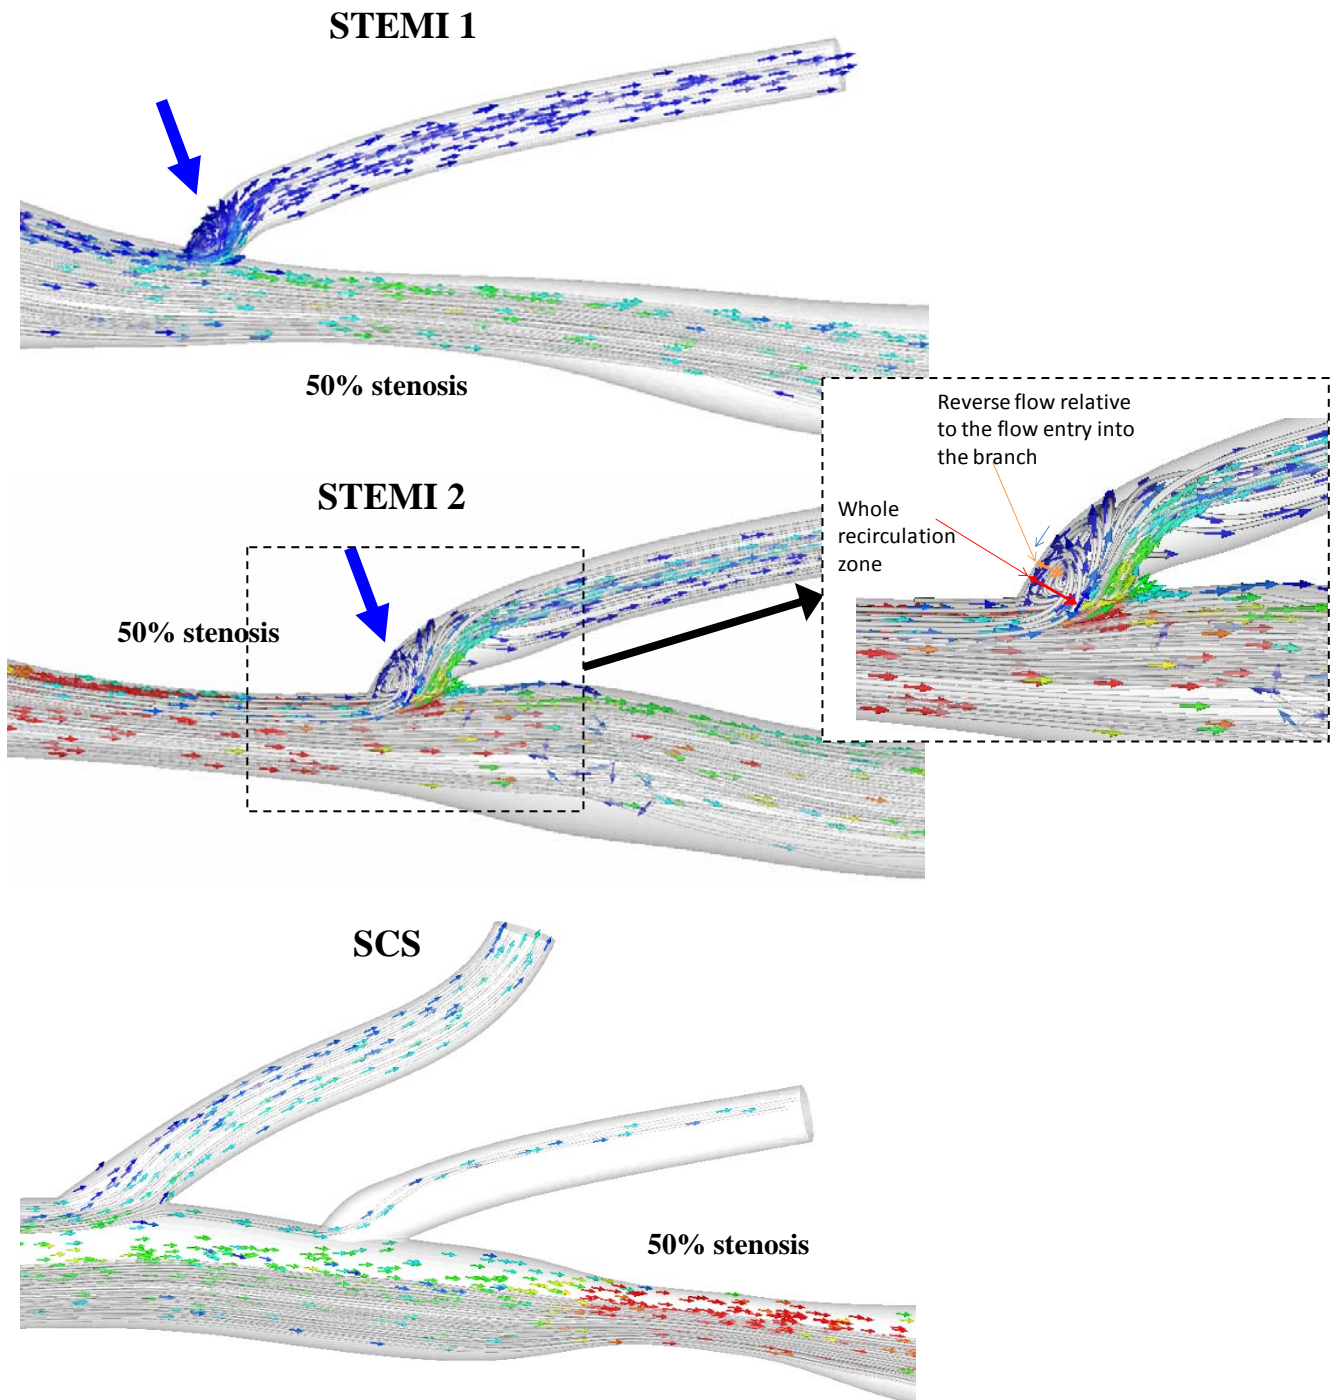 STEMI 1
50% stenosis
Reverse flow relative
to the flow entry into
the branch
Whole
recirculation
zone
STEMI 2
50% stenosis
SCS
50% stenosis